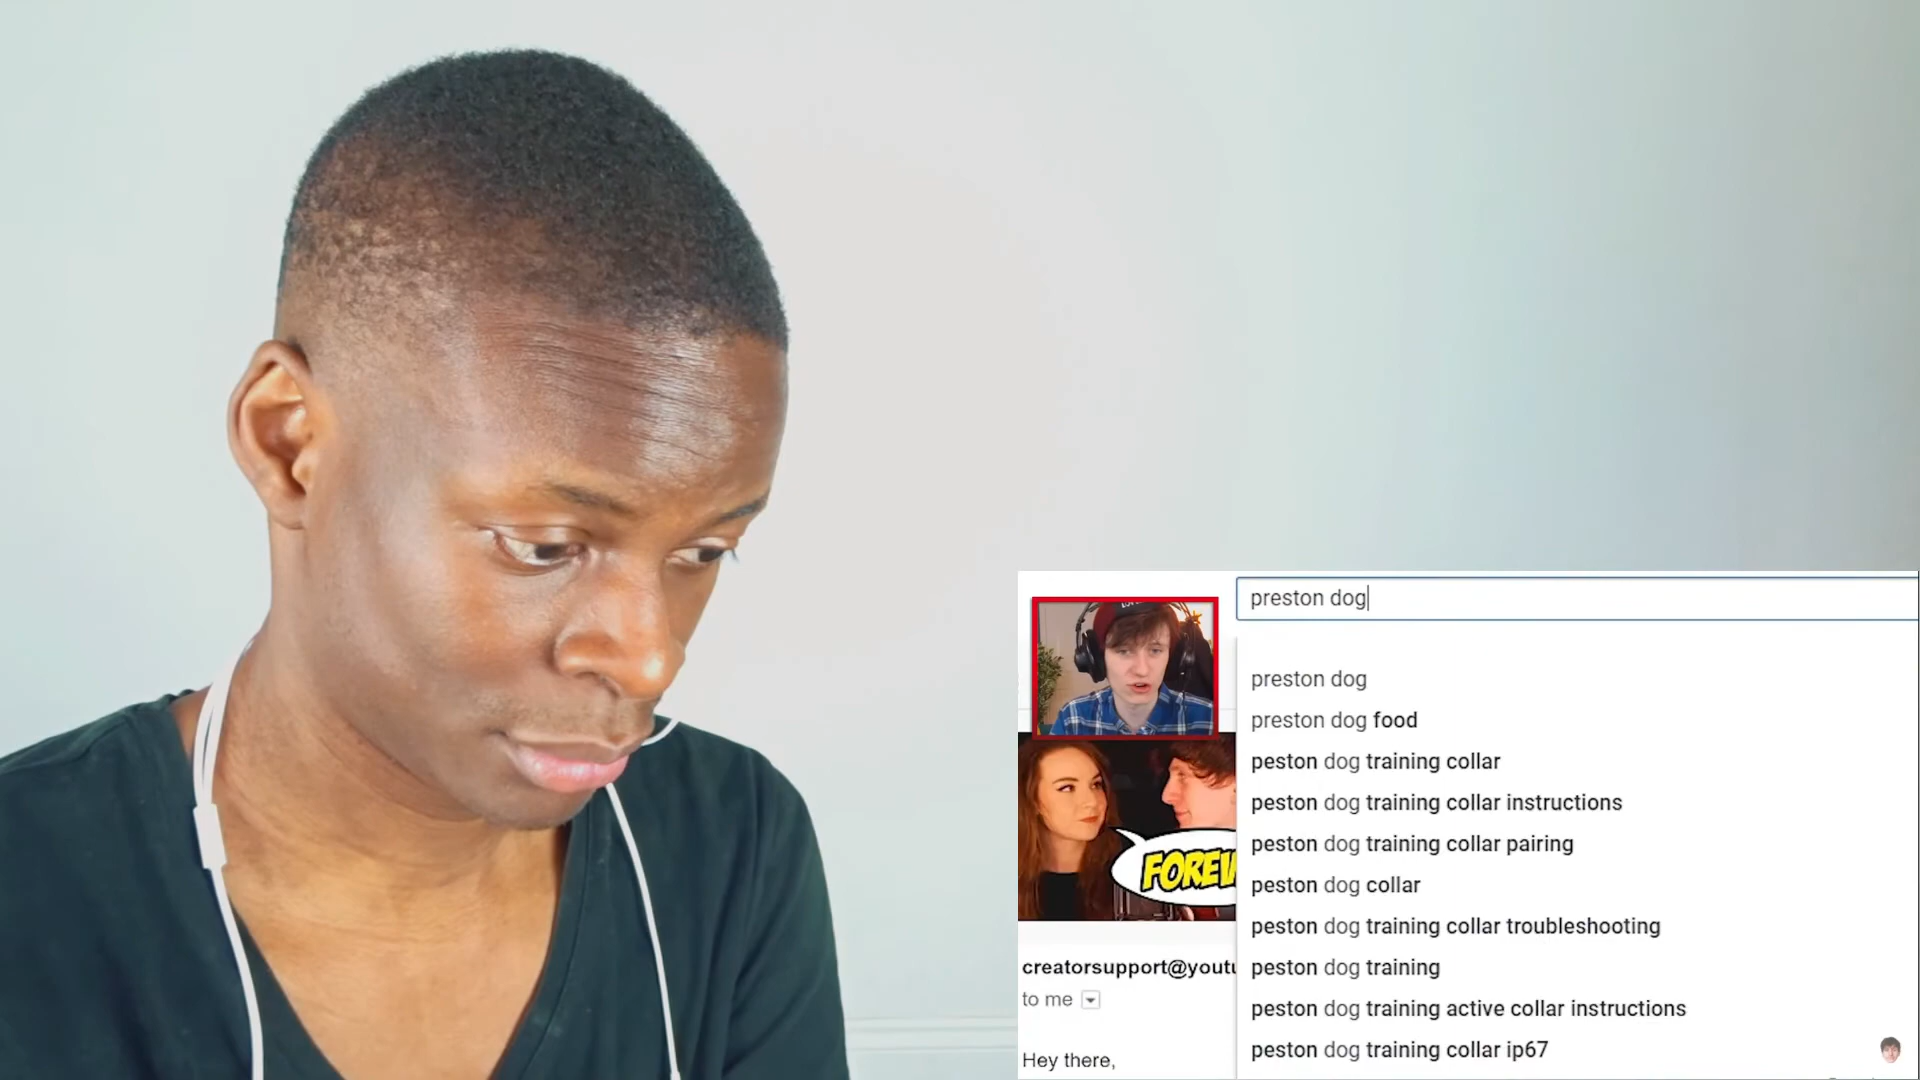 preston dog
preston dog
preston dog food
peston dog training collar
peston dog training collar instructions
peston dog training collar pairing
peston dog collar
peston dog training collar troubleshooting
peston dog training
peston dog training active collar instructions
peston dog training collar ip67
creatorsupport@yout
to me
Hey there,